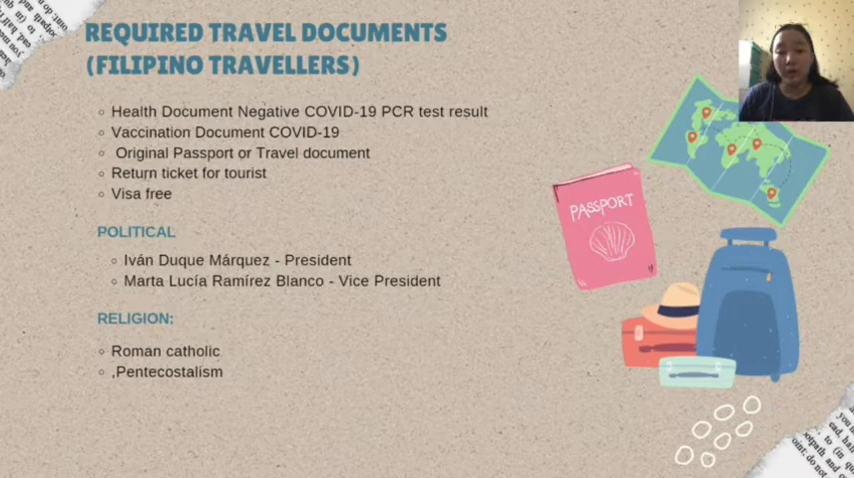 REQUIRED TRAVEL DOCUMENTS
(FILIPINO TRAVELLERS)
Health Document Negative COVID-19 PCR test result
Vaccination Document COVID-19
Original Passport or Travel document
Return ticket for tourist
Visa free
POLITICAL
Iván Duque Márquez - President
Marta Lucía Ramírez Blanco - Vice President
RELIGION:
Roman catholic
,Pentecostalism
PASSPORT